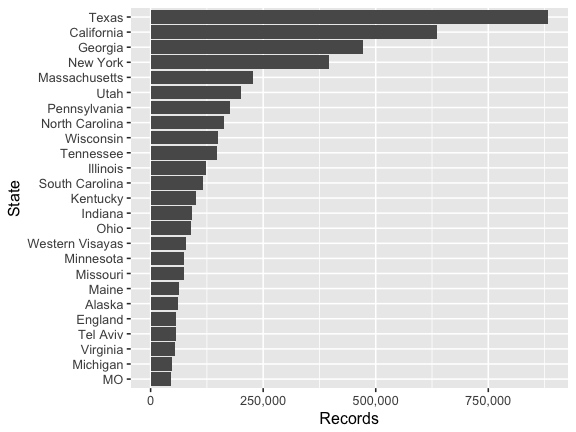 Texas
California
Georgia
New York
Massachusetts
Utah
Pennsylvania
North Carolina
Wisconsin
Tennessee
Illinois
South Carolina
Kentucky
Indiana
Ohio
Western Visayas
Minnesota
Missouri
Maine
Alaska
England
Tel Aviv
Virginia
Michigan
MO
State
0 250,000 500,000 750,000
Records